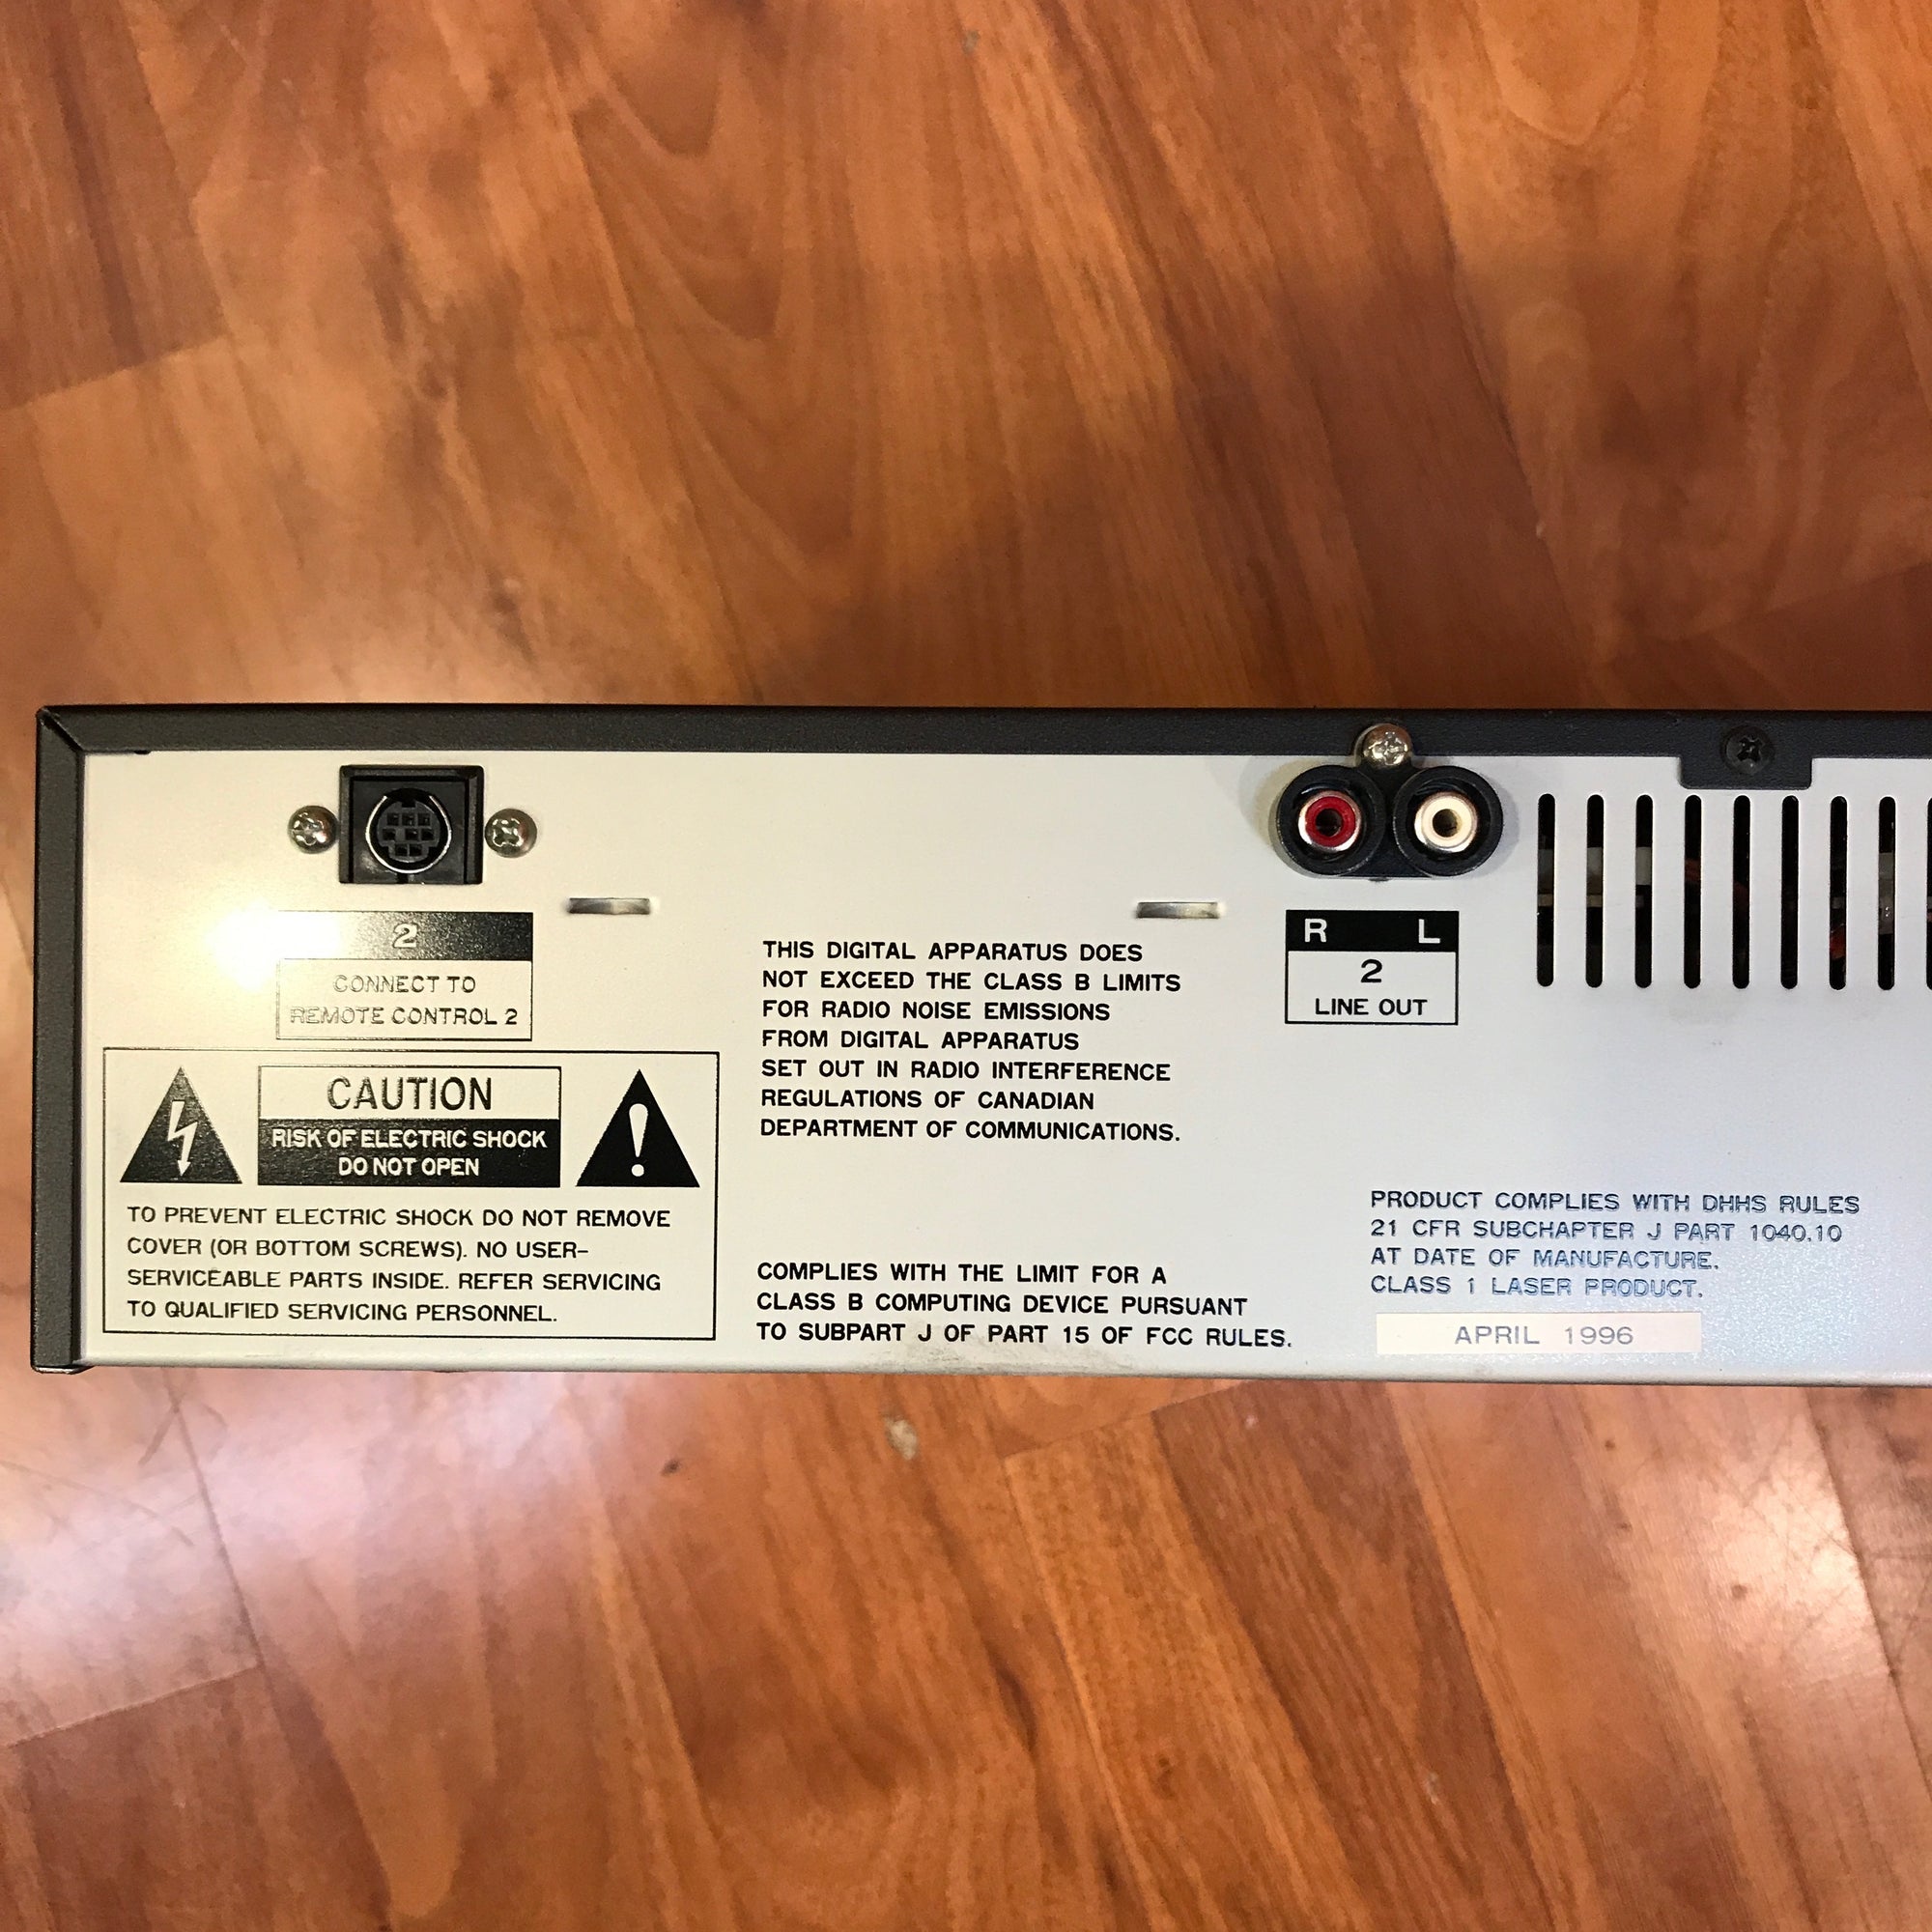 2
CONNECT TO
REMOTE CONTROL 2
CAUTION
RISK OF ELECTRIC SHOCK
DO NOT OPEN
TO PREVENT ELECTRIC SHOCK DO NOT REMOVE
COVER (OR BOTTOM SCREWS). NO USER-
SERVICEABLE PARTS INSIDE. REFER SERVICING
TO QUALIFIED SERVICING PERSONNEL.
THIS DIGITAL APPARATUS DOES
NOT EXCEED THE CLASS B LIMITS
FOR RADIO NOISE EMISSIONS
FROM DIGITAL APPARATUS
SET OUT IN RADIO INTERFERENCE
REGULATIONS OF CANADIAN
DEPARTMENT OF COMMUNICATIONS.
COMPLIES WITH THE LIMIT FOR A
CLASS B COMPUTING DEVICE PURSUANT
TO SUBPART J OF PART 15 OF FCC RULES.
R L
2
LINE OUT
PRODUCT COMPLIES WITH DHHS RULES
21 CFR SUBCHAPTER J PART 1040.10
AT DATE OF MANUFACTURE.
CLASS 1 LASER PRODUCT.
APRIL 1996